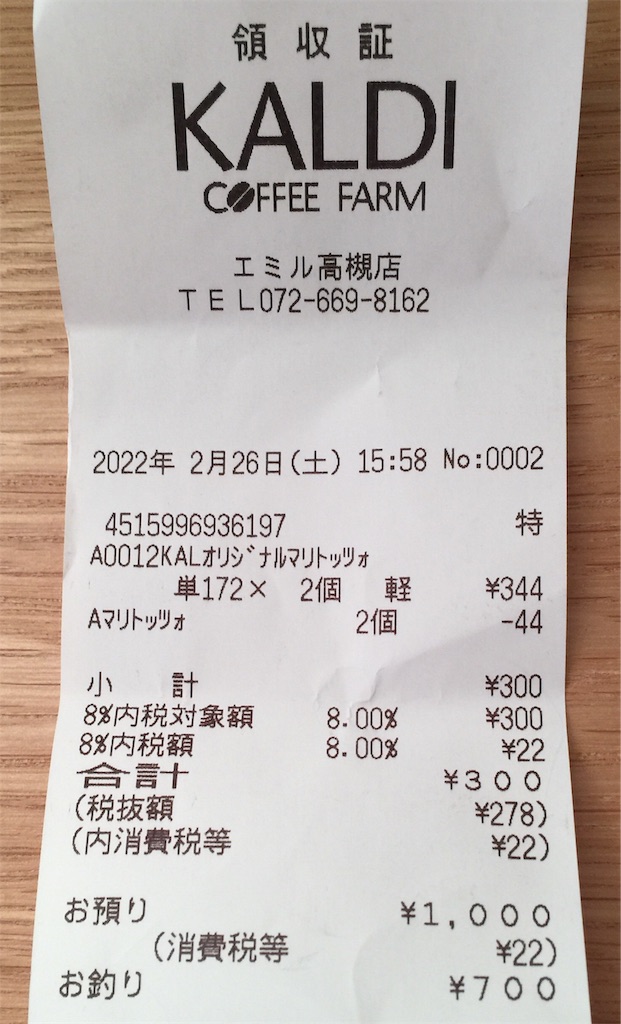 領収証
KALDI
COFFEE FARM
エミル高槻店
TEL072-669-8162
2022年 2月26日(土) 15:58 No:0002
4515996936197 特
A0012KALオリジナルマリトッツォ
単172× 2個 軽 ¥344
Aマリトッツォ 2個 -44
小計 ¥300
8%内税対象額 8.00% ¥300
8%内税額 8.00% ¥22
合計 ¥300
(税抜額 ¥278)
(内消費税等 ¥22)
お預り ¥1,000
(消費税等 ¥22)
お釣り ¥700